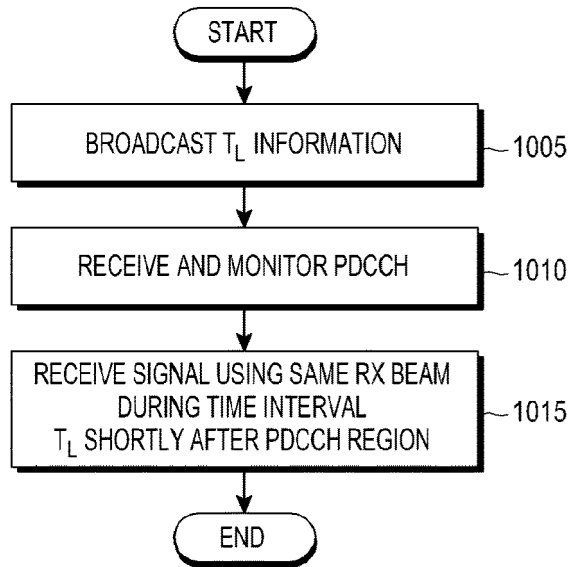 START
BROADCAST T_L INFORMATION
1005
RECEIVE AND MONITOR PDCCH
1010
RECEIVE SIGNAL USING SAME RX BEAM
DURING TIME INTERVAL
T_L SHORTLY AFTER PDCCH REGION
1015
END